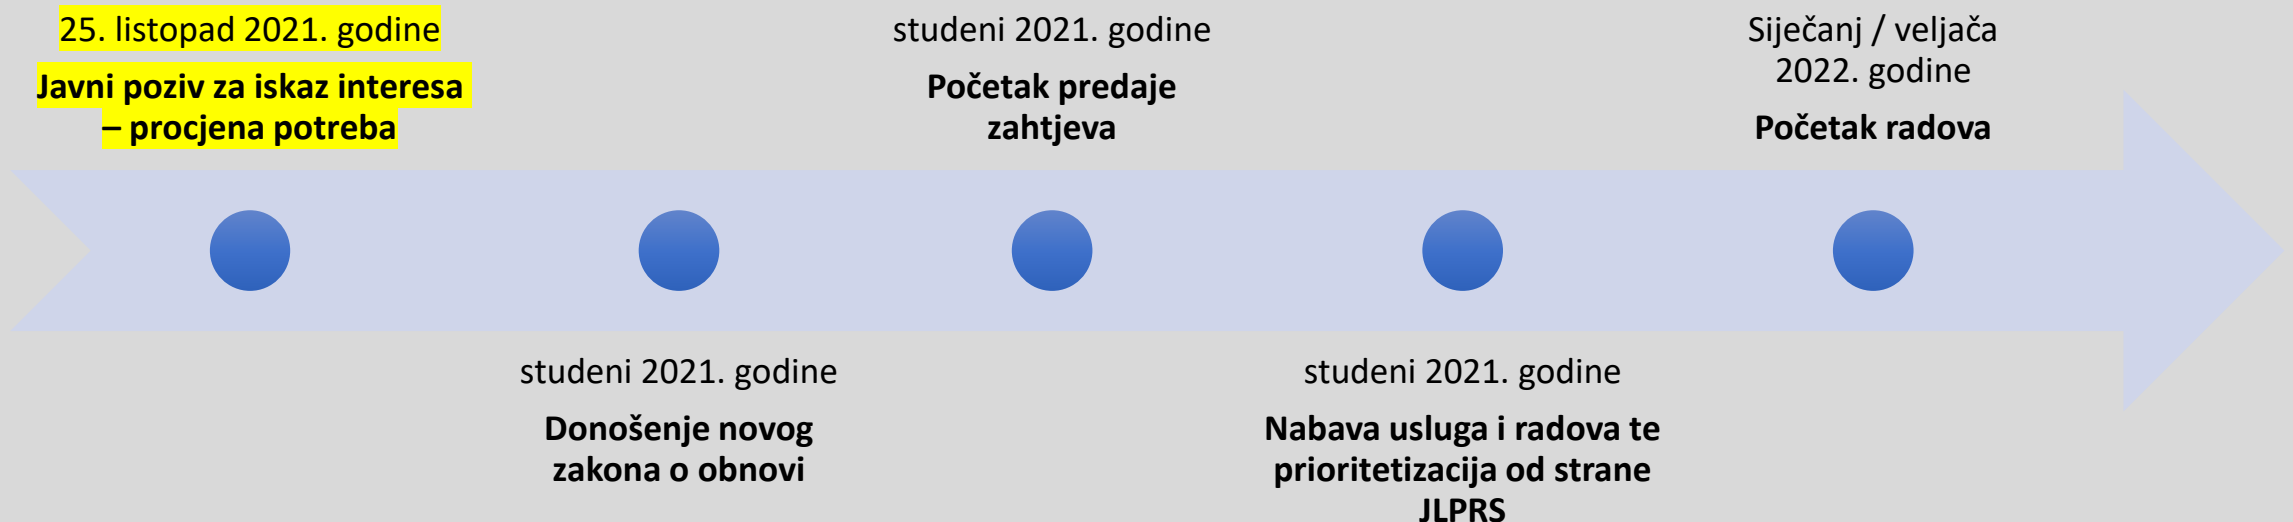 25. listopad 2021. godine
Javni poziv za iskaz interesa
– procjena potreba
studeni 2021. godine
Donošenje novog
zakona o obnovi
studeni 2021. godine
Početak predaje
zahtjeva
studeni 2021. godine
Nabava usluga i radova te
prioritetizacija od strane
JLPRS
Siječanj / veljača
2022. godine
Početak radova